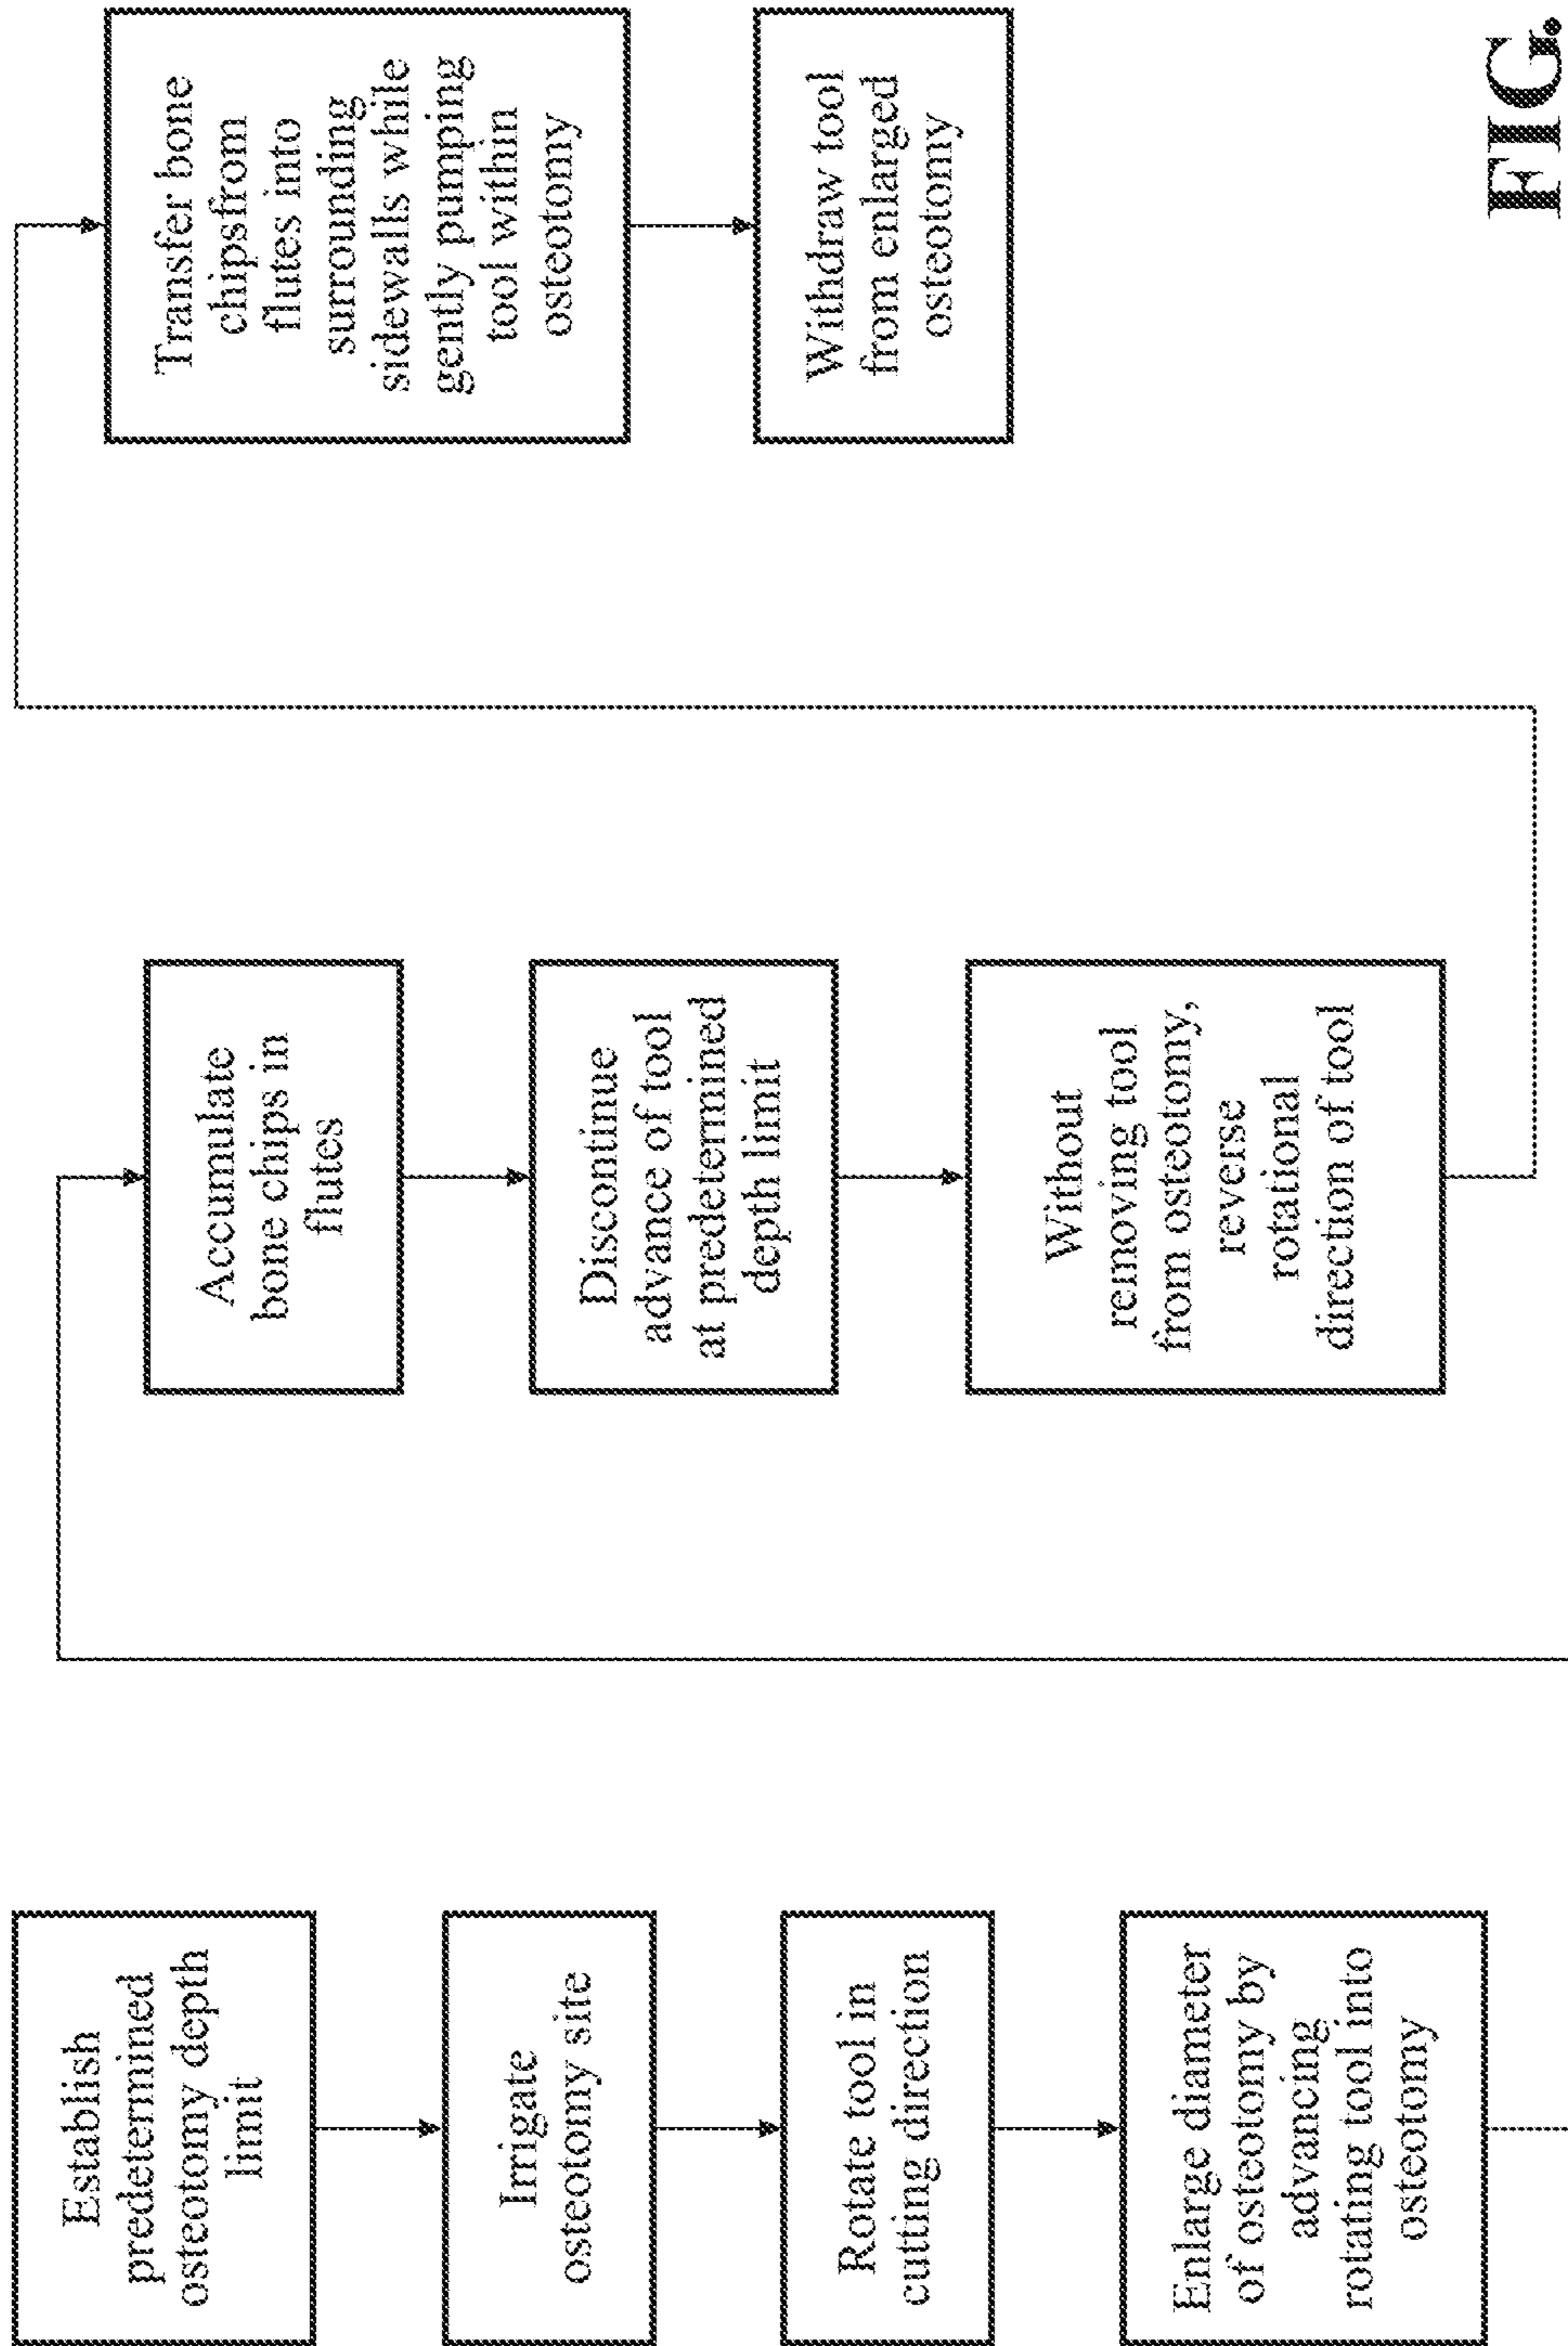 Establish
predetermined
osteotomy depth
limit
Irrigate
osteotomy site
Rotate tool in
cutting direction
Enlarge diameter
of osteotomy by
advancing
rotating tool into
osteotomy
Accumulate
bone chips in
flutes
Discontinue
advance of tool
at predetermined
depth limit
Without
removing tool
from osteotomy,
reverse
rotational
direction of tool
Transfer bone
chipsfrom
flutes into
surrounding
sidewalls while
gently pumping
tool within
osteotomy
Withdraw tool
from enlarged
osteotomy
FIG.